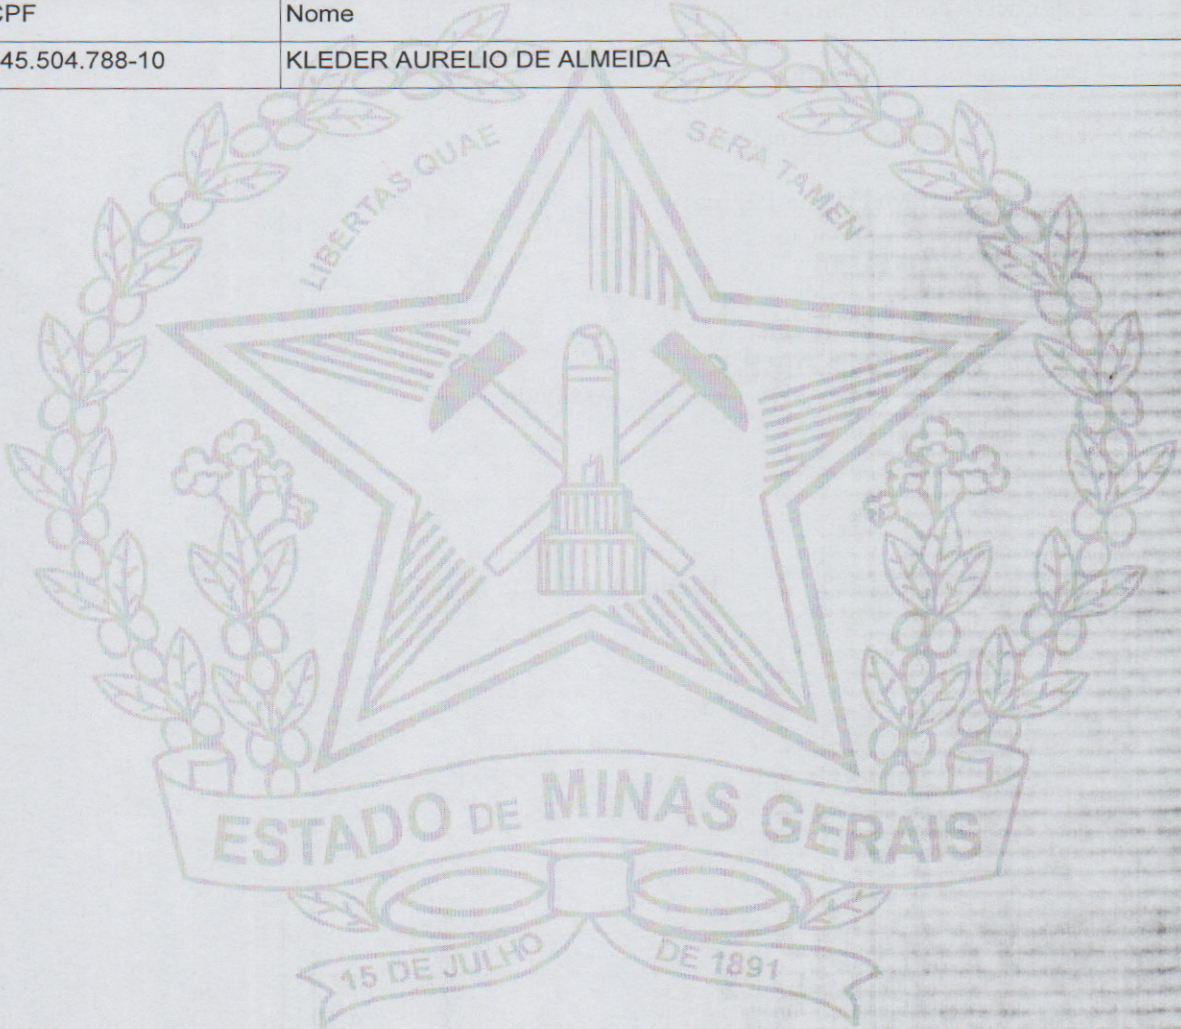 CPF Nome
45.504.788-10 KLEDER AURELIO DE ALMEIDA
LIBERTAS QUAE SERA TAMEN
ESTADO DE MINAS GERAIS
15 DE JULHO DE 1891